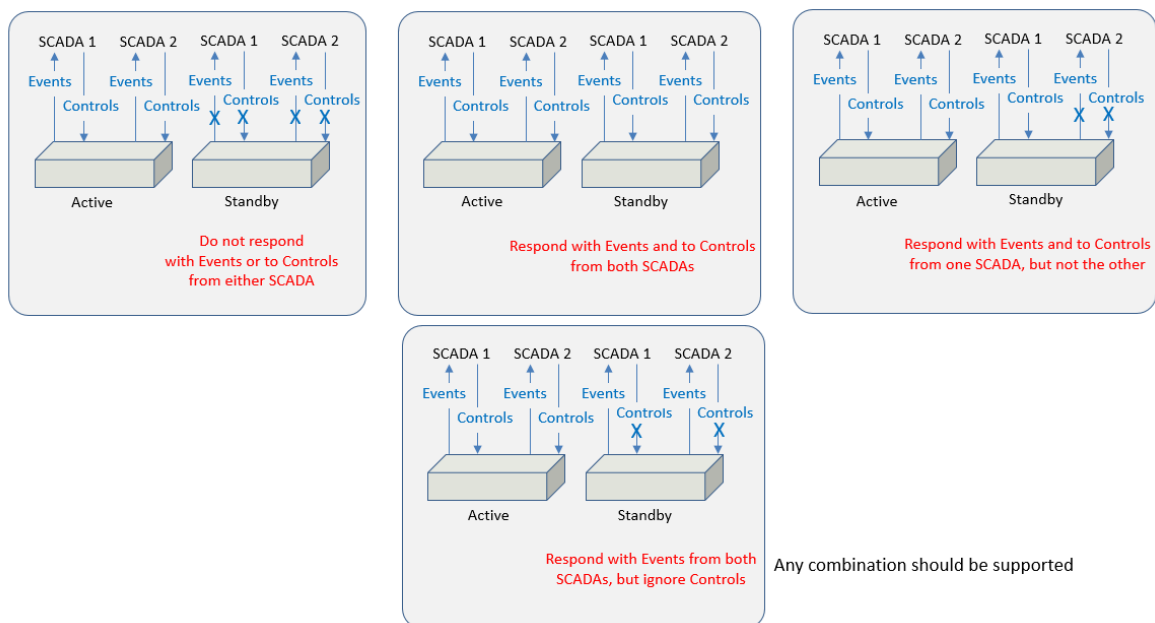 SCADA 1 SCADA 2 SCADA 1 SCADA 2
Events Events Events Events
Controls Controls Controls Controls
X X X X
Active Standby
Do not respond
with Events or to Controls
from either SCADA
SCADA 1 SCADA 2 SCADA 1 SCADA 2
Events Events Events Events
Controls Controls Controls Controls
Active Standby
Respond with Events and to Controls
from both SCADAs
SCADA 1 SCADA 2 SCADA 1 SCADA 2
Events Events Events Events
Controls Controls Controls Controls
X X
Active Standby
Respond with Events and to Controls
from one SCADA, but not the other
SCADA 1 SCADA 2 SCADA 1 SCADA 2
Events Events Events Events
Controls Controls Controls Controls
X X
Active Standby
Respond with Events from both
SCADAs, but ignore Controls
Any combination should be supported